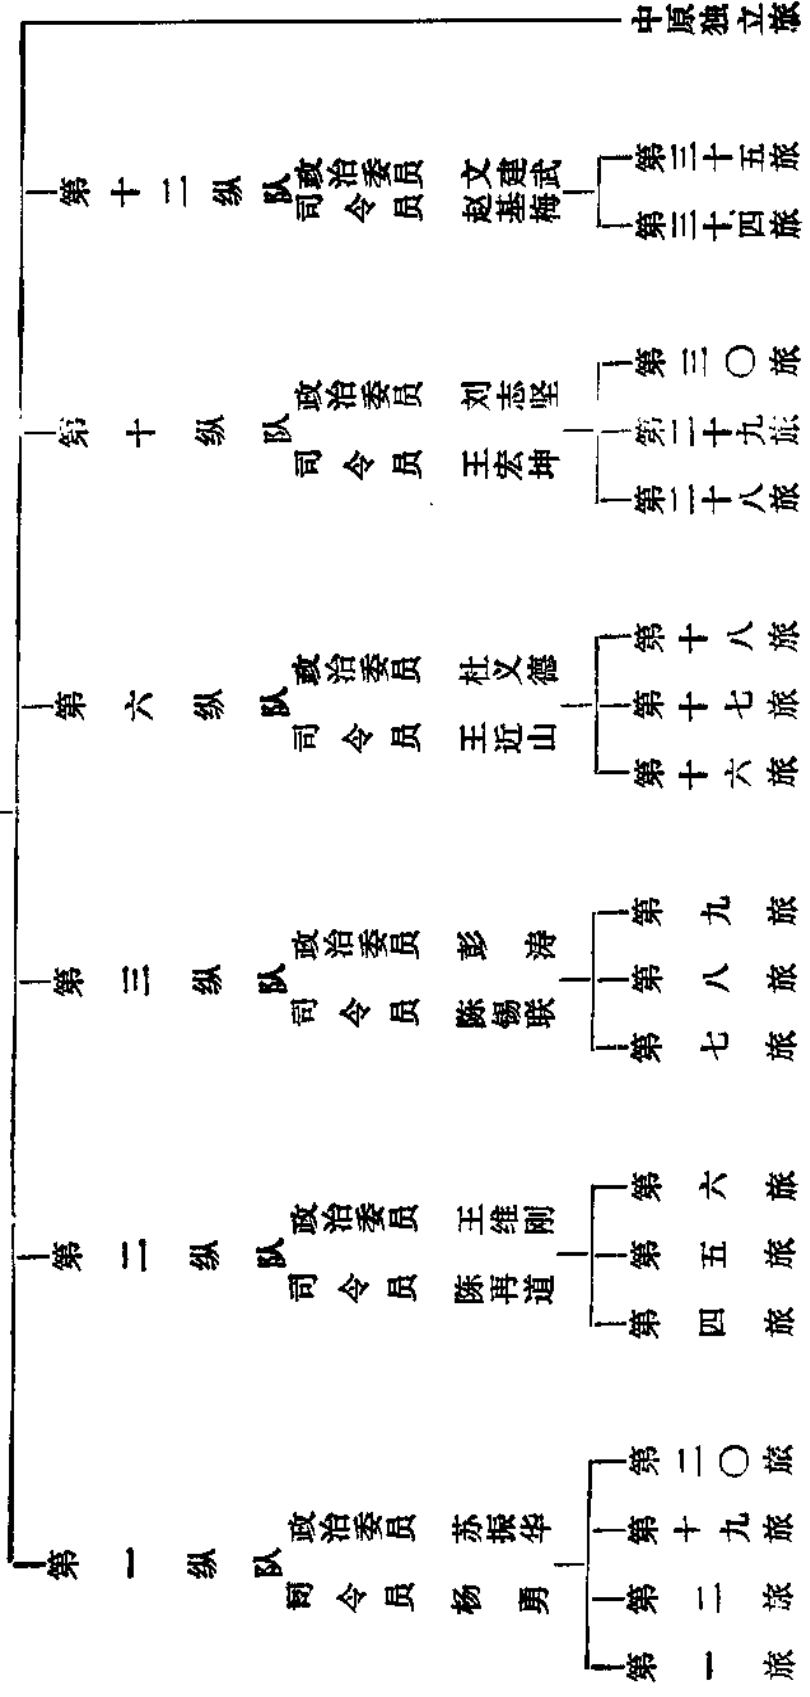 第一纵队
司令员 杨勇
政治委员 苏振华
第一旅
第二旅
第十九旅
第二〇旅
第二纵队
司令员 陈再道
政治委员 王维刚
第四旅
第五旅
第六旅
第三纵队
司令员 陈锡联
政治委员 彭涛
第七旅
第八旅
第九旅
第六纵队
司令员 王近山
政治委员 杜义德
第十六旅
第十七旅
第十八旅
第十纵队
司令员 王宏坤
政治委员 刘志坚
第二十八旅
第二十九旅
第三〇旅
第十二纵队
司令员 赵基梅
政治委员 文建武
第三十四旅
第三十五旅
中原独立旅